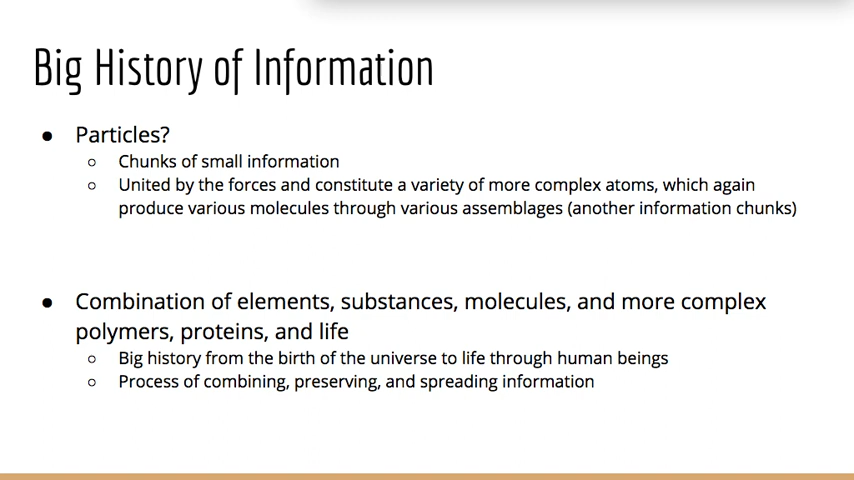 Big History of Information
● Particles?
○ Chunks of small information
○ United by the forces and constitute a variety of more complex atoms, which again
produce various molecules through various assemblages (another information chunks)
● Combination of elements, substances, molecules, and more complex
polymers, proteins, and life
○ Big history from the birth of the universe to life through human beings
○ Process of combining, preserving, and spreading information